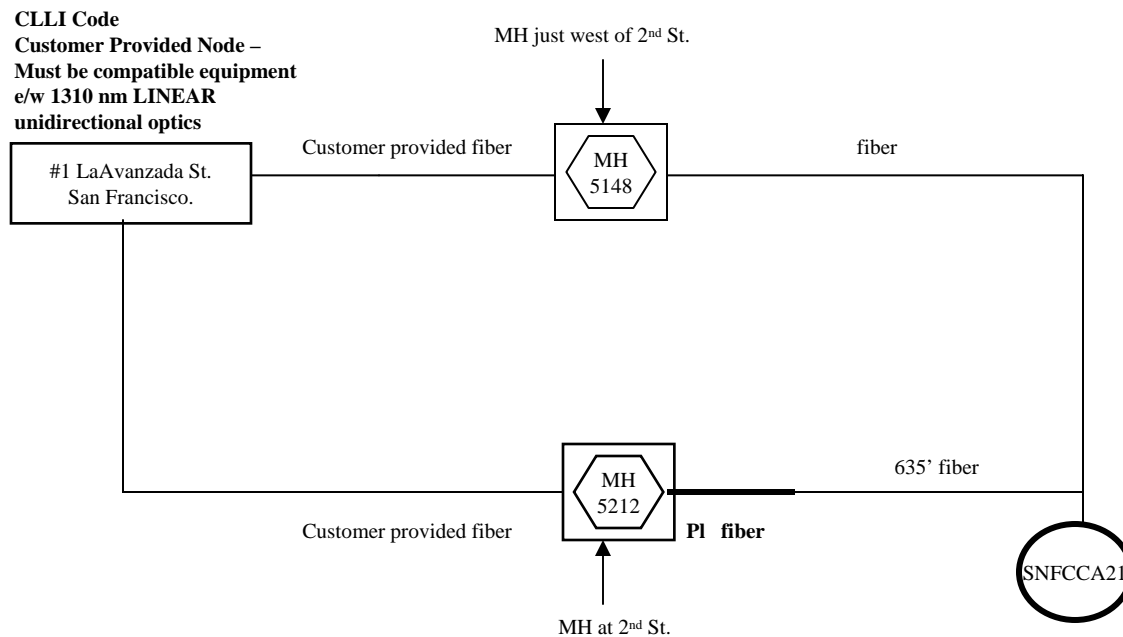 CLLI Code
Customer Provided Node –
Must be compatible equipment
e/w 1310 nm LINEAR
unidirectional optics
MH just west of 2nd St.
#1 LaAvanzada St.
San Francisco.
Customer provided fiber
MH
5148
fiber
MH
5212
635’ fiber
Customer provided fiber
Pl fiber
SNFCCA21
MH at 2nd St.